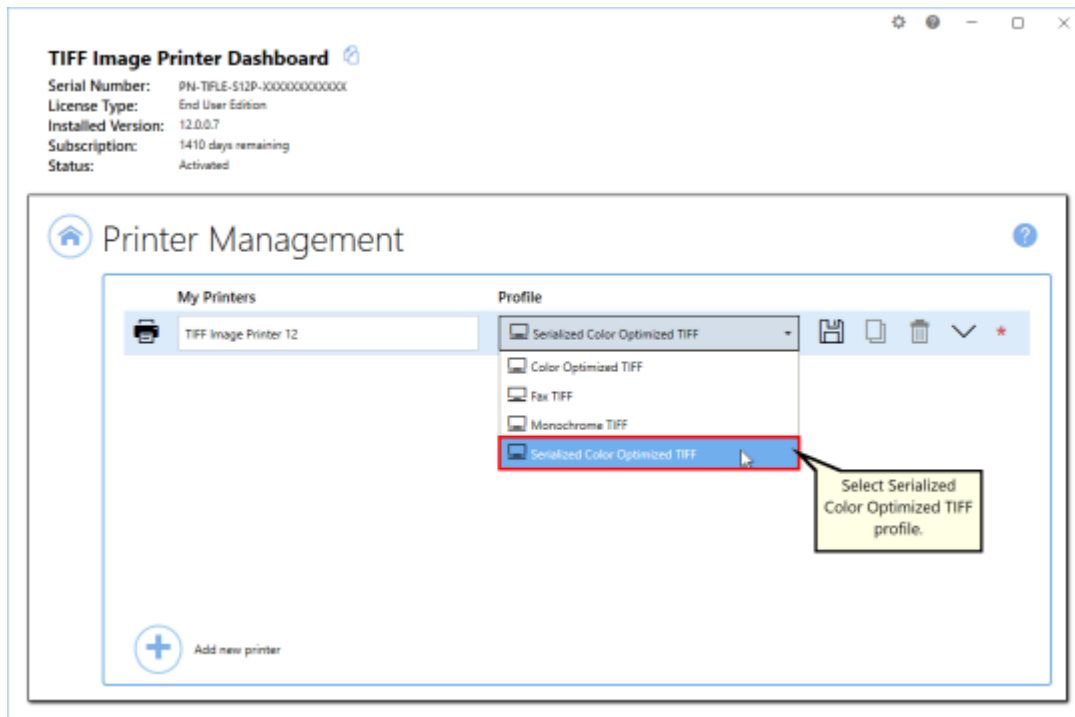 TIFF Image Printer Dashboard
Serial Number: PN-TIFLE-S12P-XXXXXXXXXXXX
License Type: End User Edition
Installed Version: 12.0.0.7
Subscription: 1410 days remaining
Status: Activated
Printer Management
My Printers Profile
TIFF Image Printer 12 Serialized Color Optimized TIFF *
Color Optimized TIFF
Fax TIFF
Monochrome TIFF
Serialized Color Optimized TIFF
Select Serialized
Color Optimized TIFF
profile.
Add new printer